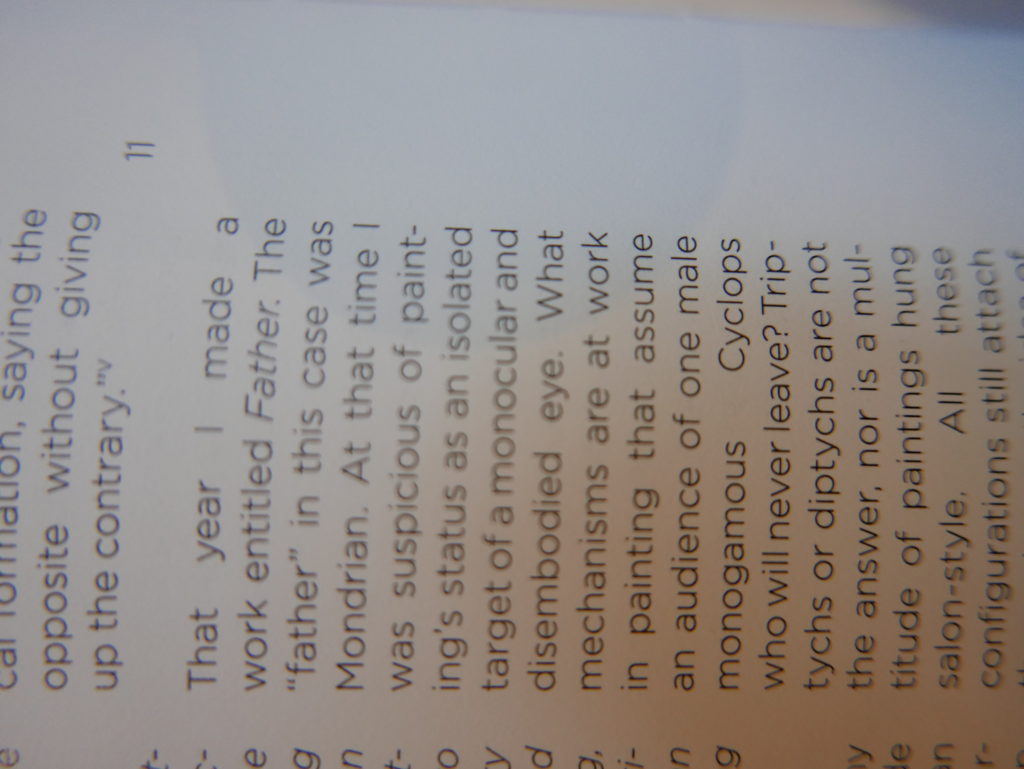 formation, saying the
opposite without giving
up the contrary."v
11
That year I made a
work entitled Father. The
"father" in this case was
Mondrian. At that time I
was suspicious of paint-
ing's status as an isolated
target of a monocular and
disembodied eye. What
mechanisms are at work
in painting that assume
an audience of one male
monogamous Cyclops
who will never leave? Trip-
tychs or diptychs are not
the answer, nor is a mul-
titude of paintings hung
salon-style. All these
configurations still attach